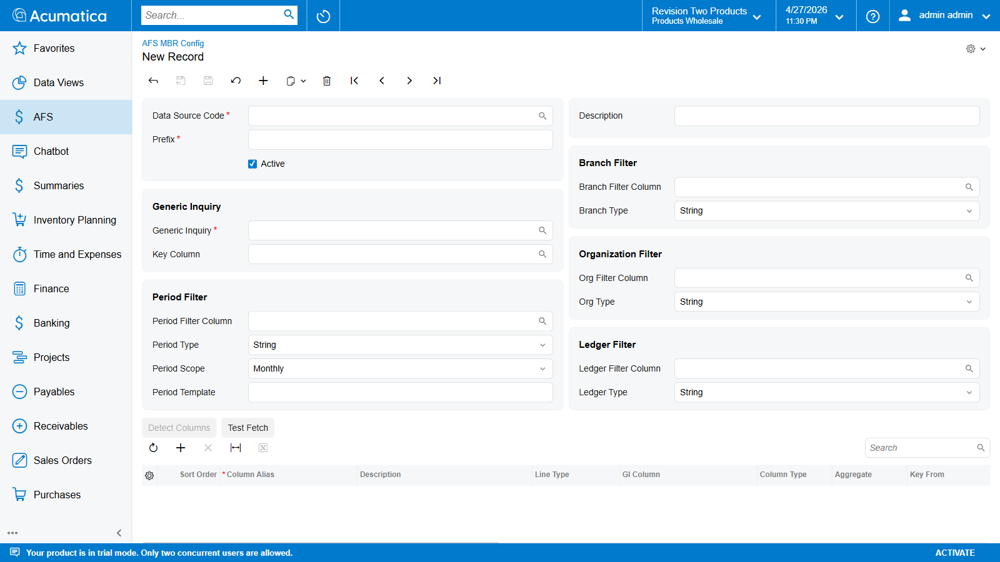 Acumatica
Search...
Revision Two Products
Products Wholesale
4/27/2026
11:30 PM
admin admin
Favorites
Data Views
AFS
Chatbot
Summaries
Inventory Planning
Time and Expenses
Finance
Banking
Projects
Payables
Receivables
Sales Orders
Purchases
AFS MBR Config
New Record
Data Source Code *
Prefix *
Active
Generic Inquiry
Generic Inquiry *
Key Column
Period Filter
Period Filter Column
Period Type String
Period Scope Monthly
Period Template
Description
Branch Filter
Branch Filter Column
Branch Type String
Organization Filter
Org Filter Column
Org Type String
Ledger Filter
Ledger Filter Column
Ledger Type String
Detect Columns Test Fetch
Search
Sort Order * Column Alias Description Line Type GI Column Column Type Aggregate Key From
Your product is in trial mode. Only two concurrent users are allowed. ACTIVATE